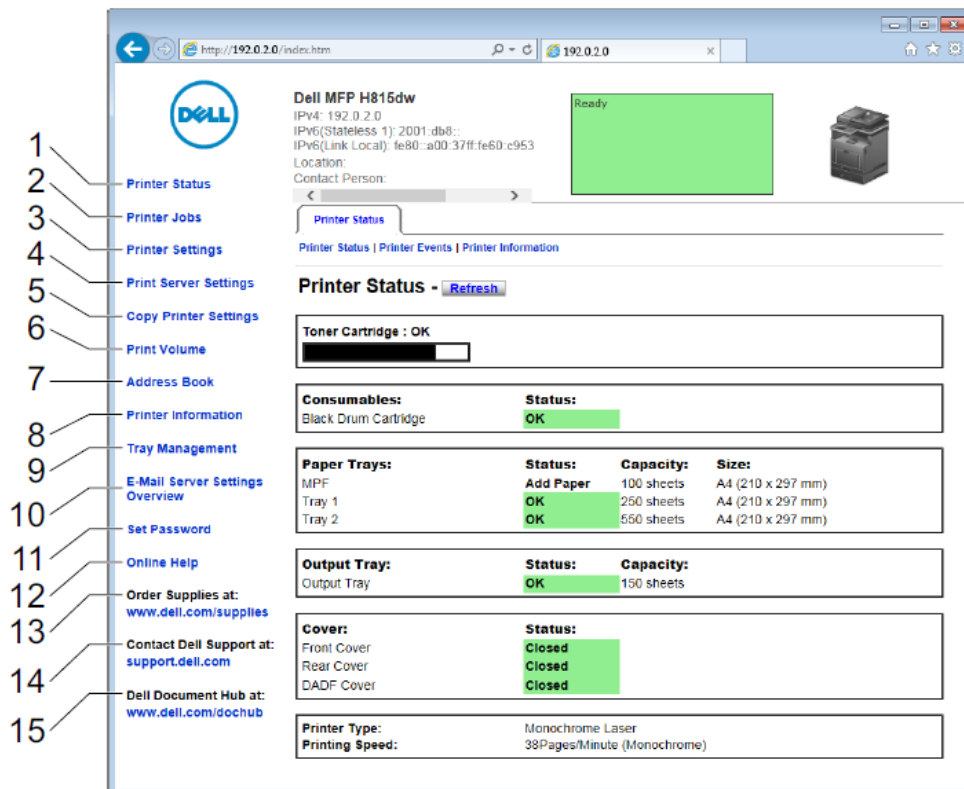 http://192.0.2.0/index.htm
192.0.2.0
DELL
Dell MFP H815dw
IPv4: 192.0.2.0
IPv6(Stateless 1): 2001:db8::
IPv6(Link Local): fe80::a00:37ff:fe60:c953
Location:
Contact Person:
Ready
1
2
3
4
5
6
7
8
9
10
11
12
13
14
15
Printer Status
Printer Jobs
Printer Settings
Print Server Settings
Copy Printer Settings
Print Volume
Address Book
Printer Information
Tray Management
E-Mail Server Settings
Overview
Set Password
Online Help
Order Supplies at:
www.dell.com/supplies
Contact Dell Support at:
support.dell.com
Dell Document Hub at:
www.dell.com/dochub
Printer Status
Printer Status | Printer Events | Printer Information
Printer Status - Refresh
Toner Cartridge : OK
Consumables: Status:
Black Drum Cartridge OK
Paper Trays: Status: Capacity: Size:
MPF Add Paper 100 sheets A4 (210 x 297 mm)
Tray 1 OK 250 sheets A4 (210 x 297 mm)
Tray 2 OK 550 sheets A4 (210 x 297 mm)
Output Tray: Status: Capacity:
Output Tray OK 150 sheets
Cover: Status:
Front Cover Closed
Rear Cover Closed
DADF Cover Closed
Printer Type: Monochrome Laser
Printing Speed: 38Pages/Minute (Monochrome)